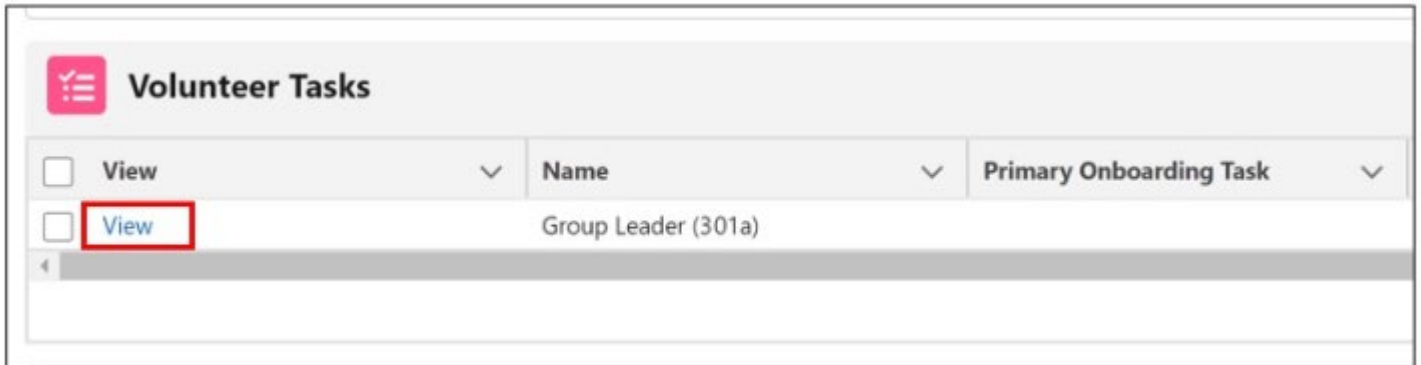 Volunteer Tasks
View Name Primary Onboarding Task
View Group Leader (301a)